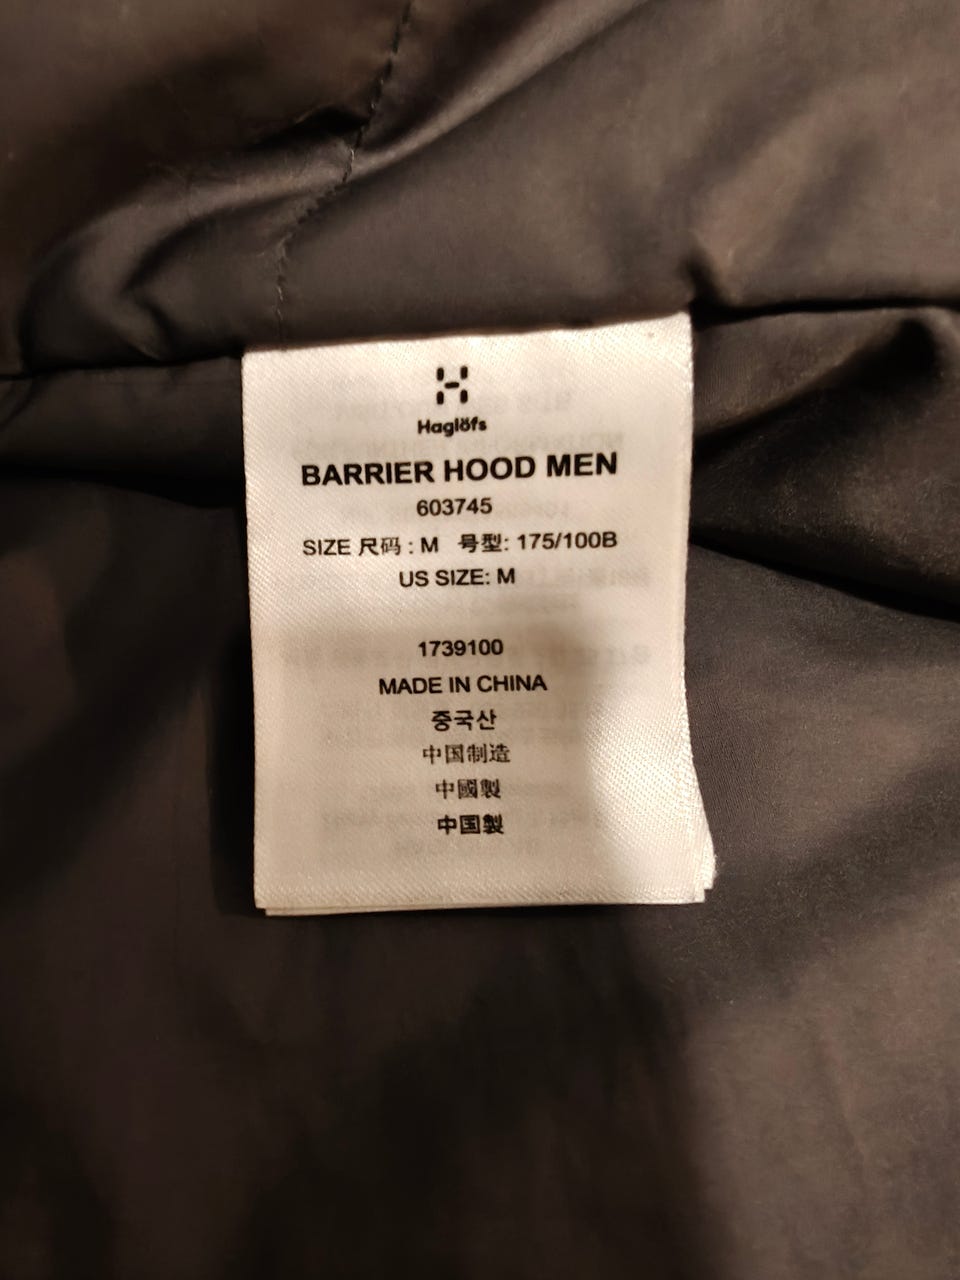 Haglöfs
BARRIER HOOD MEN
603745
SIZE 尺码 : M 号型: 175/100B
US SIZE: M
1739100
MADE IN CHINA
중국산
中国制造
中國製
中国製